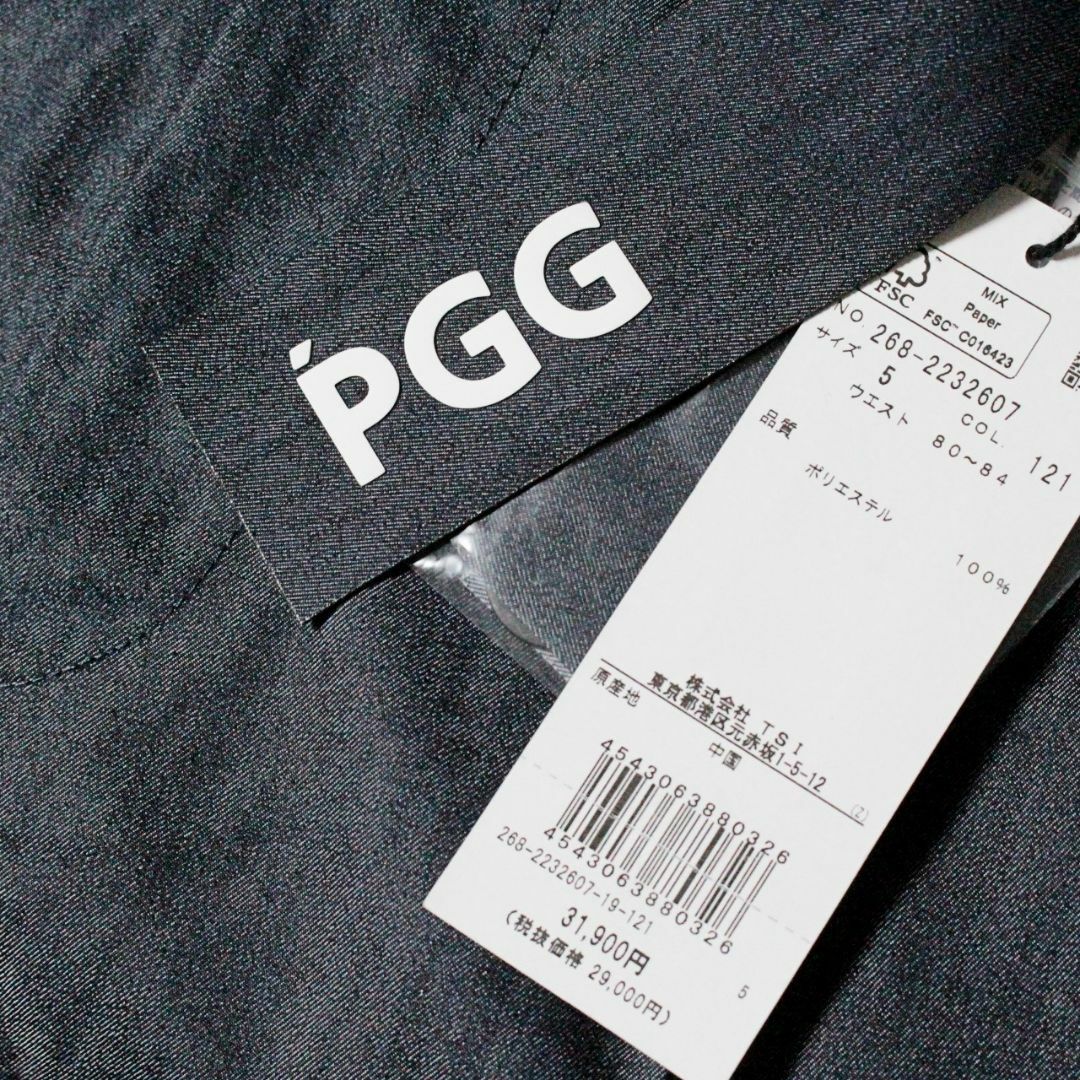 PGG
FSC
MIX
Paper
FSC™ C016423
NO. 268-2232607
サイズ 5 COL. 121
ウエスト 80～84
品質
ポリエステル 100%
株式会社 TSI
東京都港区元赤坂1-5-12
原産地 中国 (Z)
4543063880326
4543063880326
268-2232607-19-121
31,900円
(税抜価格 29,000円)
5